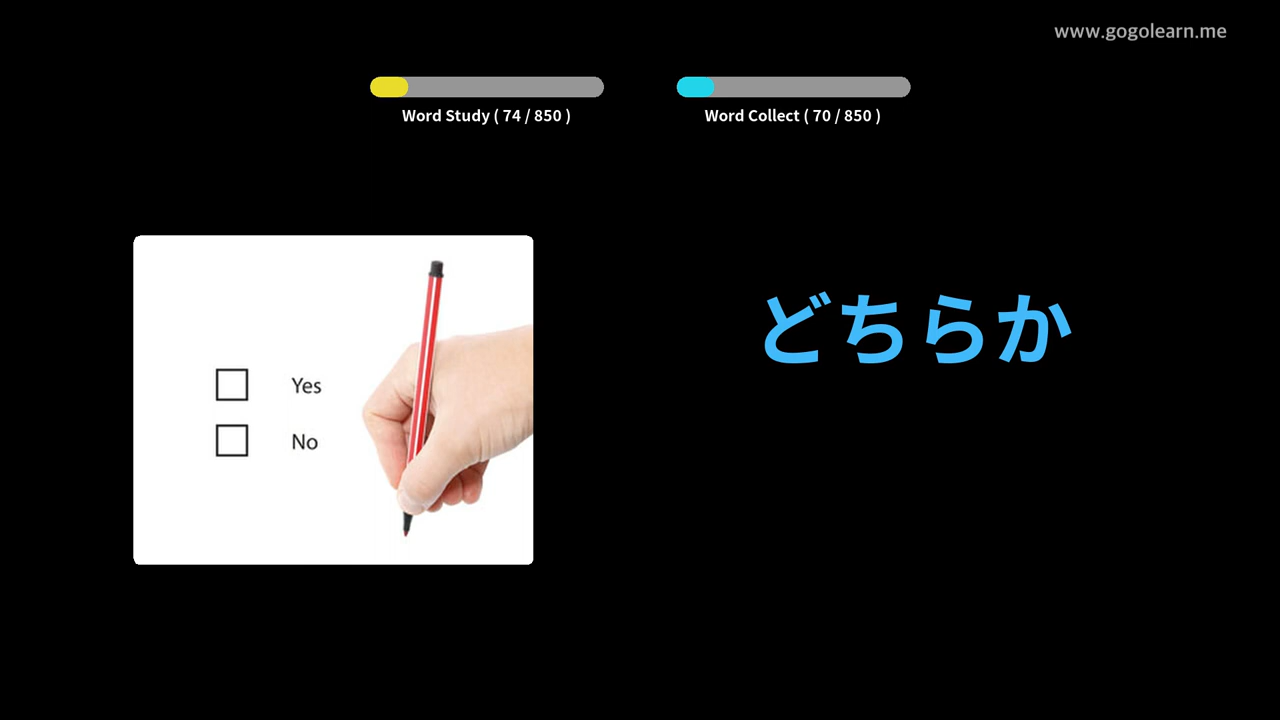 www.gogolearn.me
Word Study ( 74 / 850 )
Word Collect ( 70 / 850 )
どちらか
Yes
No